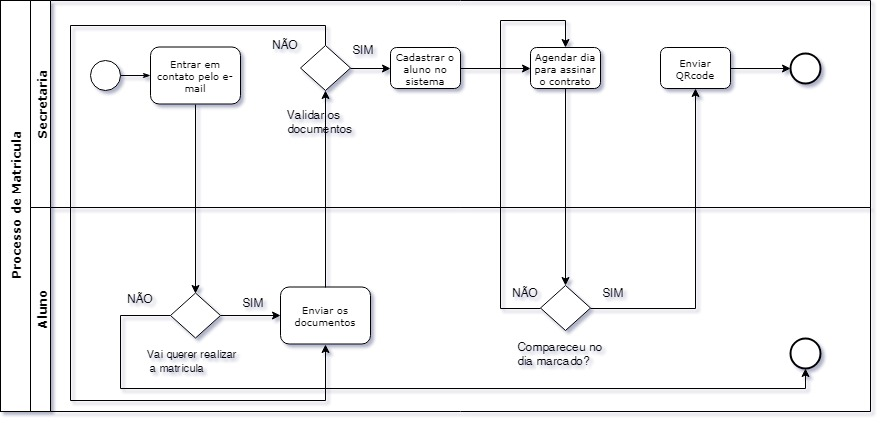 Processo de Matricula
Secretaria
Entrar em
contato pelo e-
mail
NÃO
SIM
Validar os
documentos
Cadastrar o
aluno no
sistema
Agendar dia
para assinar
o contrato
Enviar
QRcode
Aluno
NÃO
SIM
Vai querer realizar
a matricula
Enviar os
documentos
NÃO
SIM
Compareceu no
dia marcado?